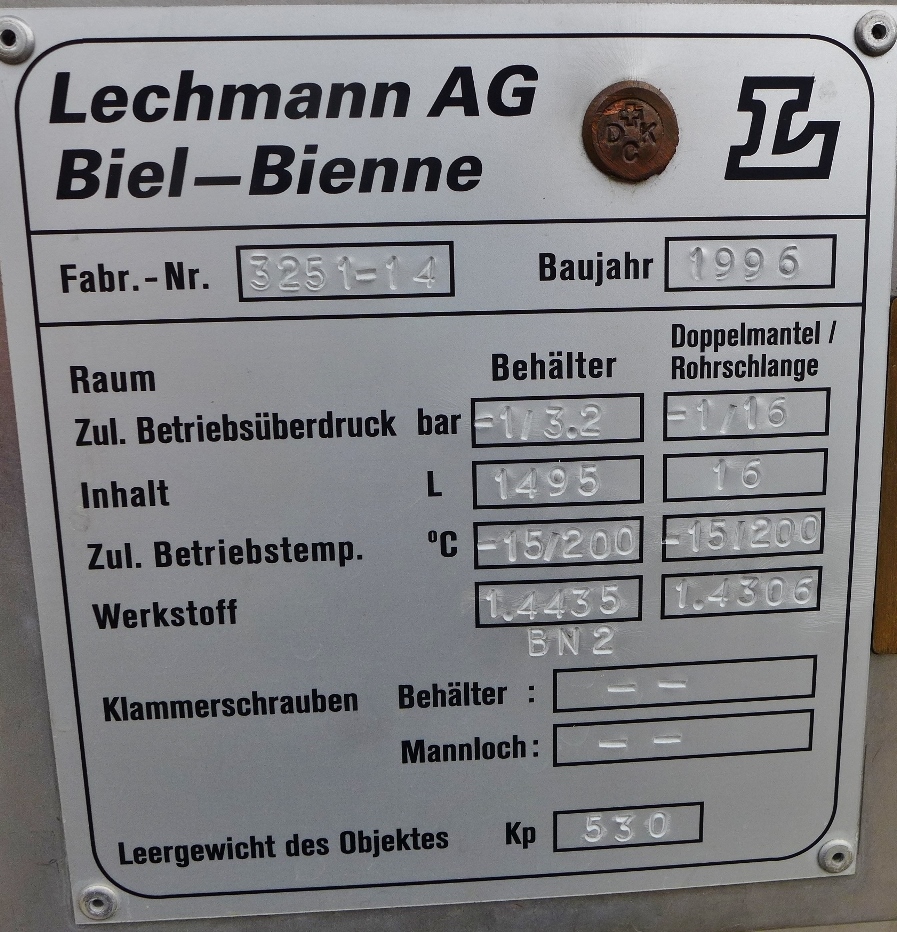 Lechmann AG
Biel–Bienne
L
D K
C
Fabr.-Nr. 3251=14 Baujahr 1996
Raum Behälter Doppelmantel / Rohrschlange
Zul. Betriebsüberdruck bar -1/3.2 -1/16
Inhalt L 1495 16
Zul. Betriebstemp. °C -15/200 -15/200
Werkstoff 1.4435 1.4306
BN2
Klammerschrauben Behälter : – –
Mannloch : – –
Leergewicht des Objektes Kp 530